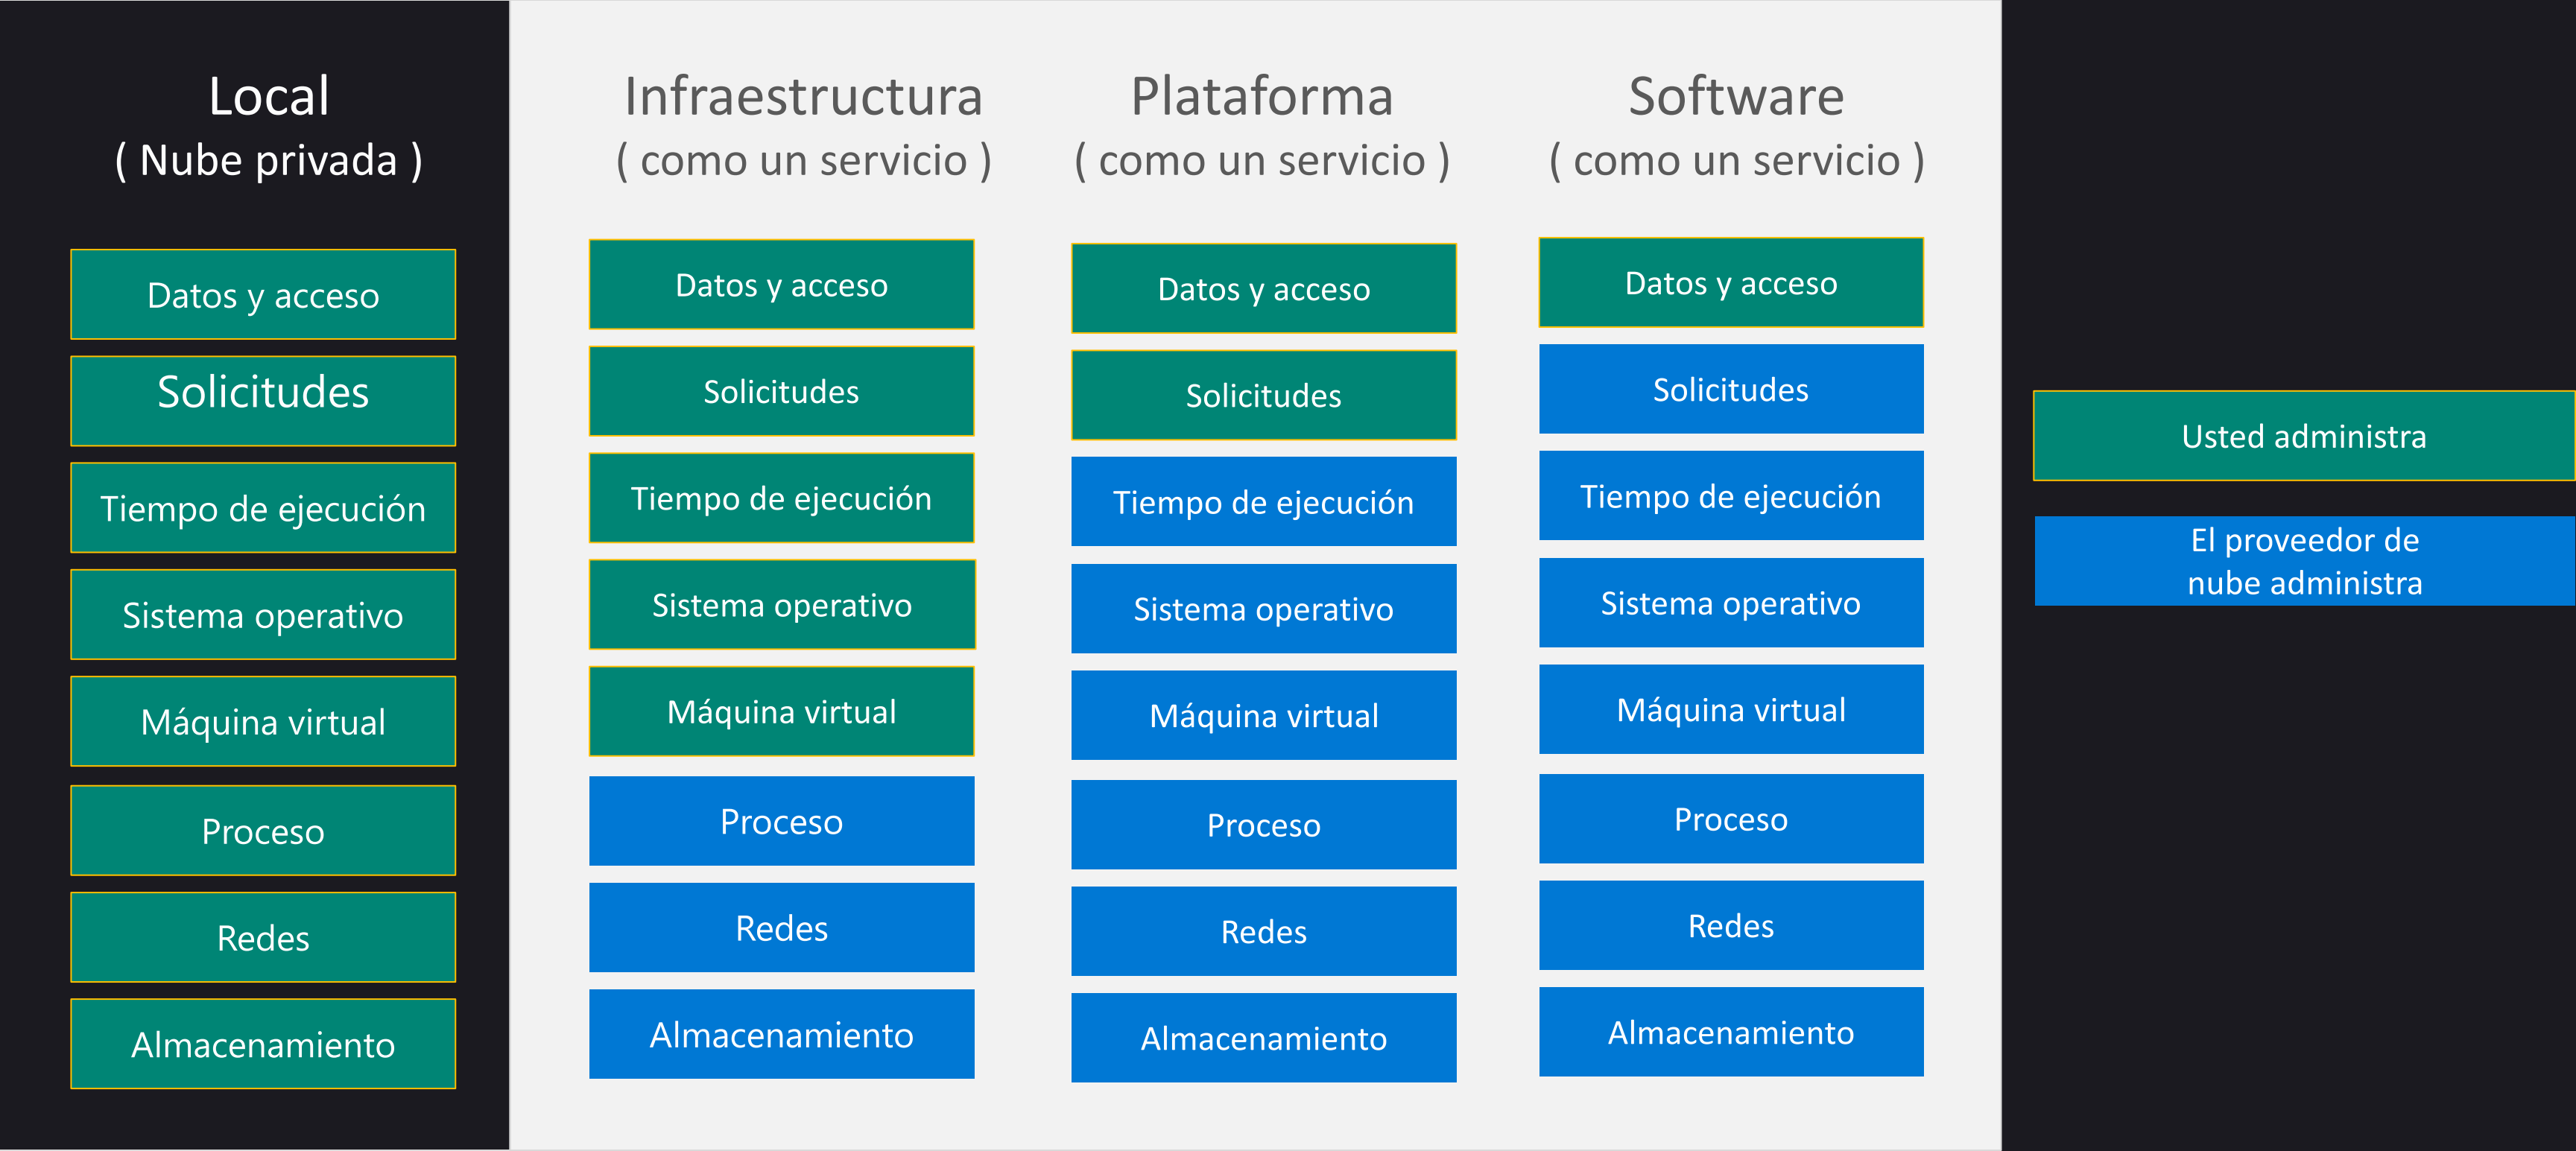 Local
( Nube privada )
Datos y acceso
Solicitudes
Tiempo de ejecución
Sistema operativo
Máquina virtual
Proceso
Redes
Almacenamiento
Infraestructura
( como un servicio )
Datos y acceso
Solicitudes
Tiempo de ejecución
Sistema operativo
Máquina virtual
Proceso
Redes
Almacenamiento
Plataforma
( como un servicio )
Datos y acceso
Solicitudes
Tiempo de ejecución
Sistema operativo
Máquina virtual
Proceso
Redes
Almacenamiento
Software
( como un servicio )
Datos y acceso
Solicitudes
Tiempo de ejecución
Sistema operativo
Máquina virtual
Proceso
Redes
Almacenamiento
Usted administra
El proveedor de
nube administra